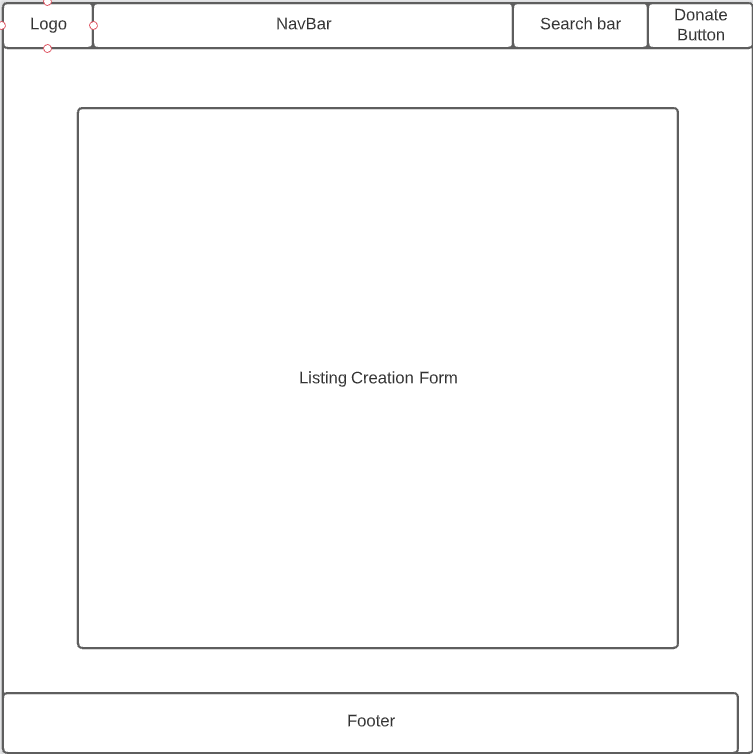 Logo
NavBar
Search bar
Donate
Button
Listing Creation Form
Footer